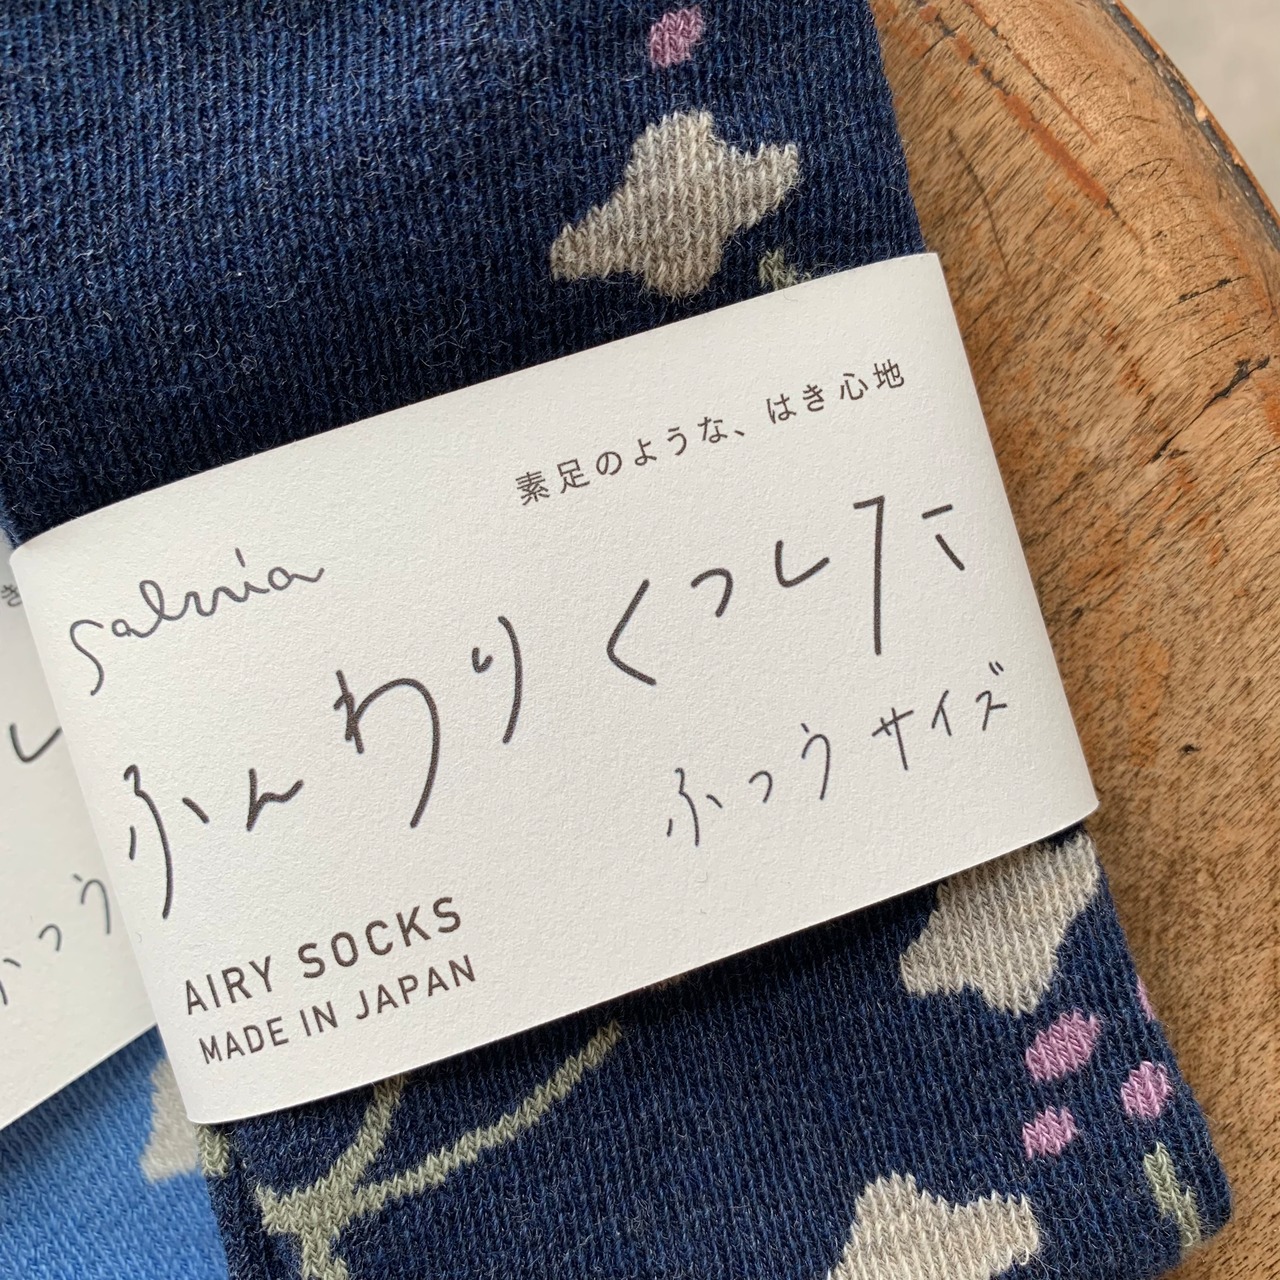 素足のような、はき心地
salvia
ふんわりくつした
ふつうサイズ
AIRY SOCKS
MADE IN JAPAN